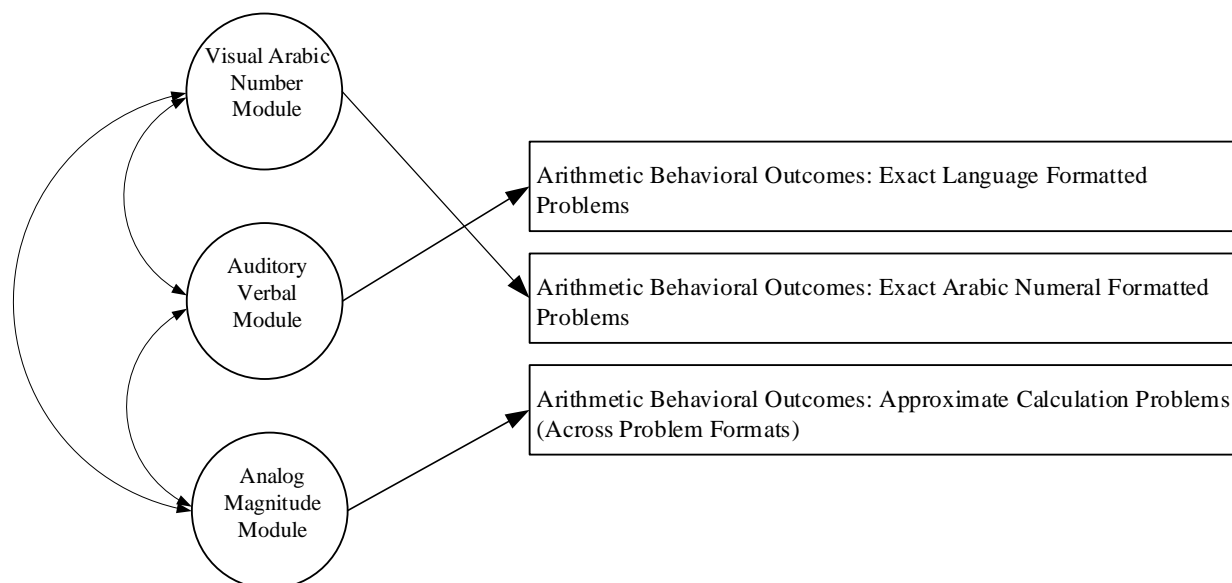 Visual Arabic
Number
Module
Auditory
Verbal
Module
Analog
Magnitude
Module
Arithmetic Behavioral Outcomes: Exact Language Formatted
Problems
Arithmetic Behavioral Outcomes: Exact Arabic Numeral Formatted
Problems
Arithmetic Behavioral Outcomes: Approximate Calculation Problems
(Across Problem Formats)